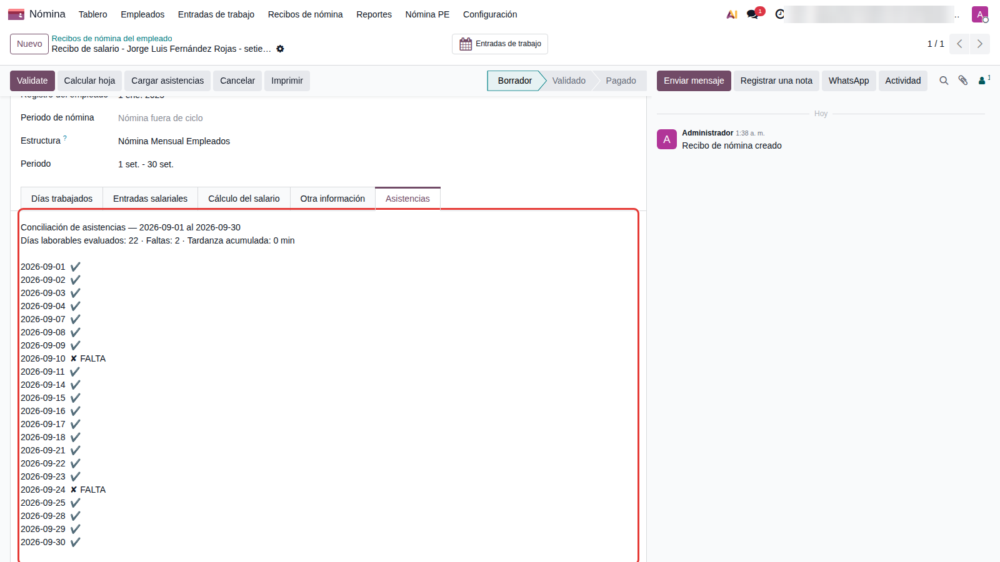 Nómina Tablero Empleados Entradas de trabajo Recibos de nómina Reportes Nómina PE Configuración AI 1 .. A
Nuevo Recibos de nómina del empleado
Recibo de salario - Jorge Luis Fernández Rojas - setie… Entradas de trabajo 1 / 1
Validate Calcular hoja Cargar asistencias Cancelar Imprimir Borrador Validado Pagado Enviar mensaje Registrar una nota WhatsApp Actividad 1
Registro del empleado 1 ene. 2025
Periodo de nómina Nómina fuera de ciclo
Estructura ? Nómina Mensual Empleados
Periodo 1 set. - 30 set.
Días trabajados Entradas salariales Cálculo del salario Otra información Asistencias
Conciliación de asistencias — 2026-09-01 al 2026-09-30
Días laborables evaluados: 22 · Faltas: 2 · Tardanza acumulada: 0 min
2026-09-01 ✔
2026-09-02 ✔
2026-09-03 ✔
2026-09-04 ✔
2026-09-07 ✔
2026-09-08 ✔
2026-09-09 ✔
2026-09-10 ✘ FALTA
2026-09-11 ✔
2026-09-14 ✔
2026-09-15 ✔
2026-09-16 ✔
2026-09-17 ✔
2026-09-18 ✔
2026-09-21 ✔
2026-09-22 ✔
2026-09-23 ✔
2026-09-24 ✘ FALTA
2026-09-25 ✔
2026-09-28 ✔
2026-09-29 ✔
2026-09-30 ✔
Hoy
A Administrador 1:38 a. m.
Recibo de nómina creado